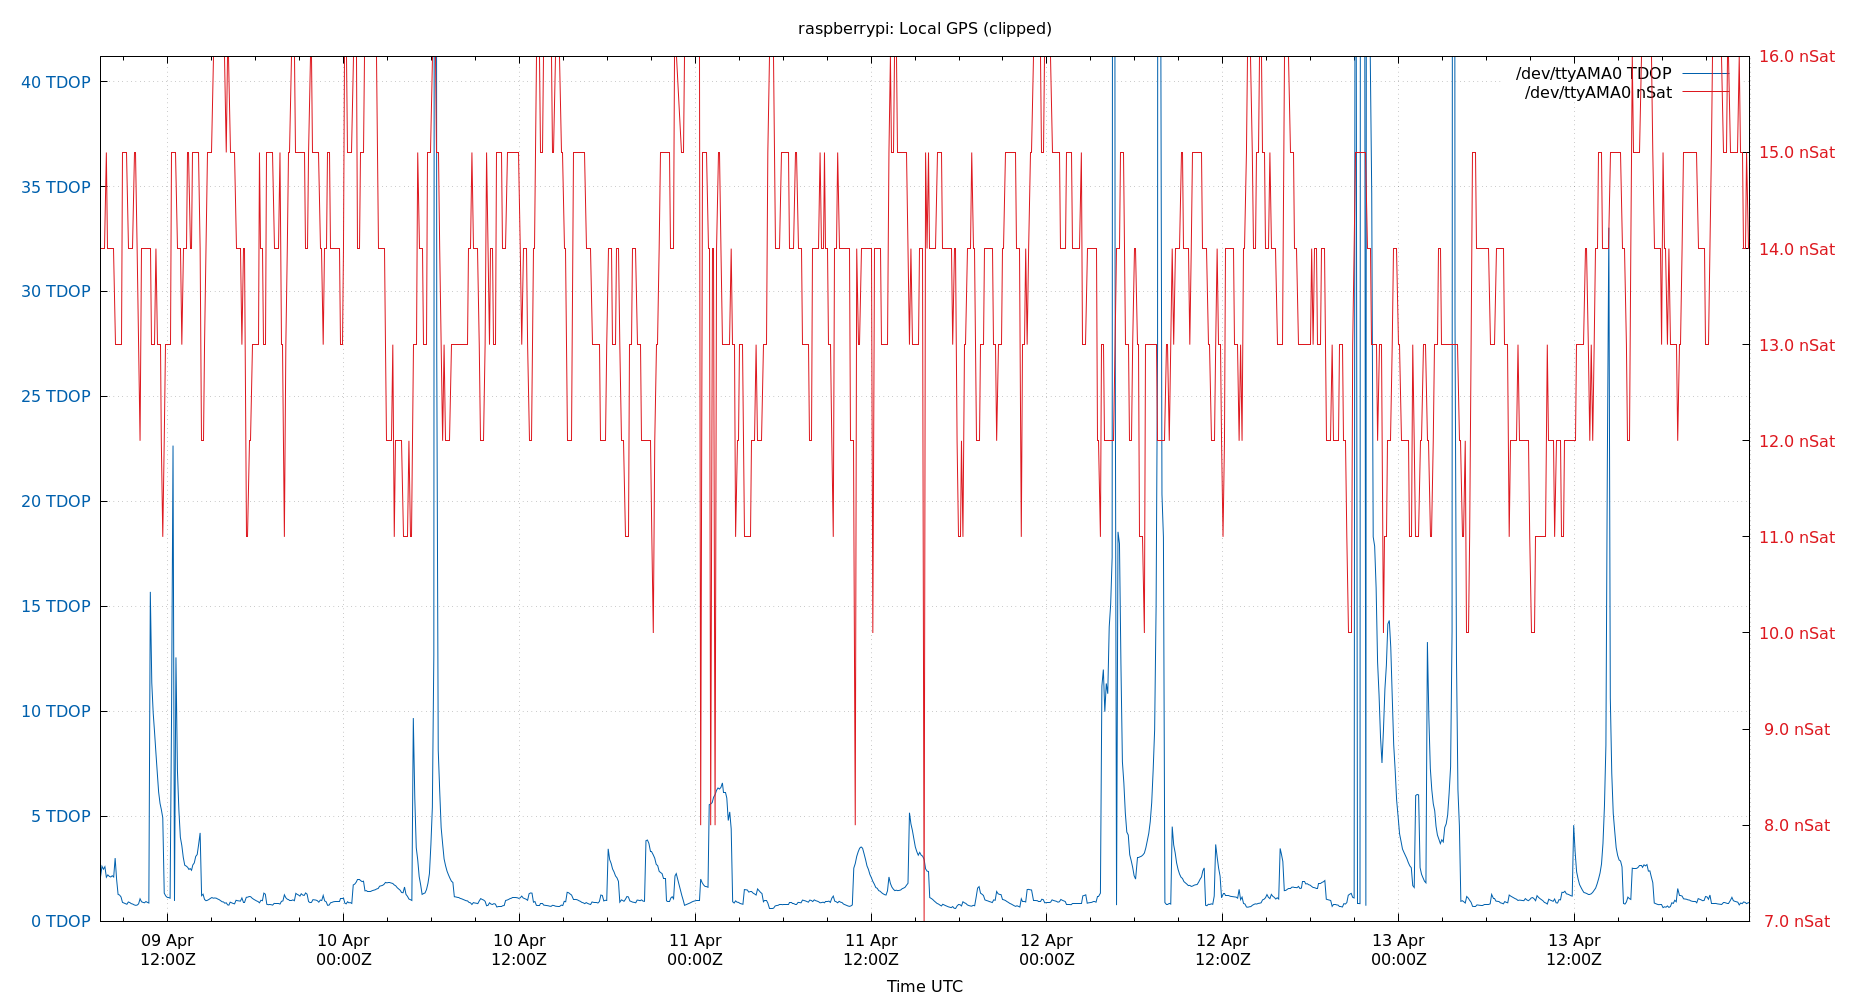 raspberrypi: Local GPS (clipped)
40 TDOP
35 TDOP
30 TDOP
25 TDOP
20 TDOP
15 TDOP
10 TDOP
5 TDOP
0 TDOP
/dev/ttyAMA0 TDOP
/dev/ttyAMA0 nSat
16.0 nSat
15.0 nSat
14.0 nSat
13.0 nSat
12.0 nSat
11.0 nSat
10.0 nSat
9.0 nSat
8.0 nSat
7.0 nSat
09 Apr
12:00Z
10 Apr
00:00Z
10 Apr
12:00Z
11 Apr
00:00Z
11 Apr
12:00Z
12 Apr
00:00Z
12 Apr
12:00Z
13 Apr
00:00Z
13 Apr
12:00Z
Time UTC